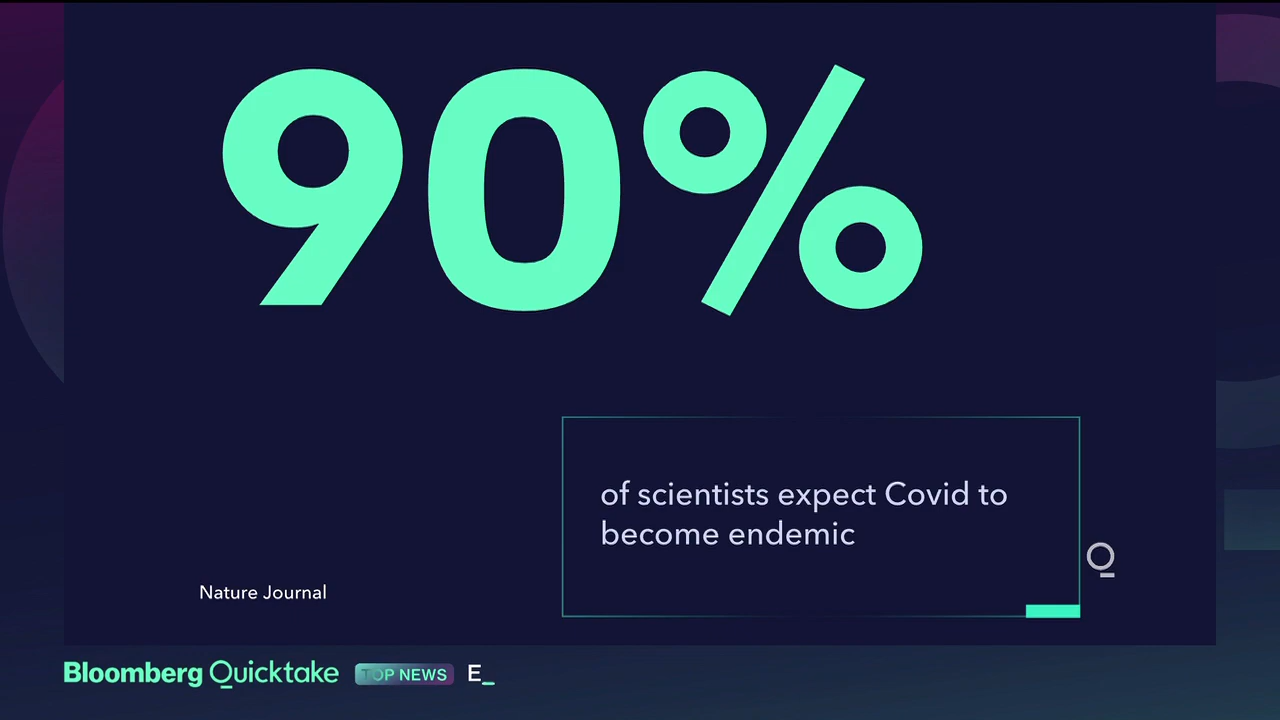 90%
of scientists expect Covid to
become endemic
Nature Journal
Bloomberg Quicktake TOP NEWS E_